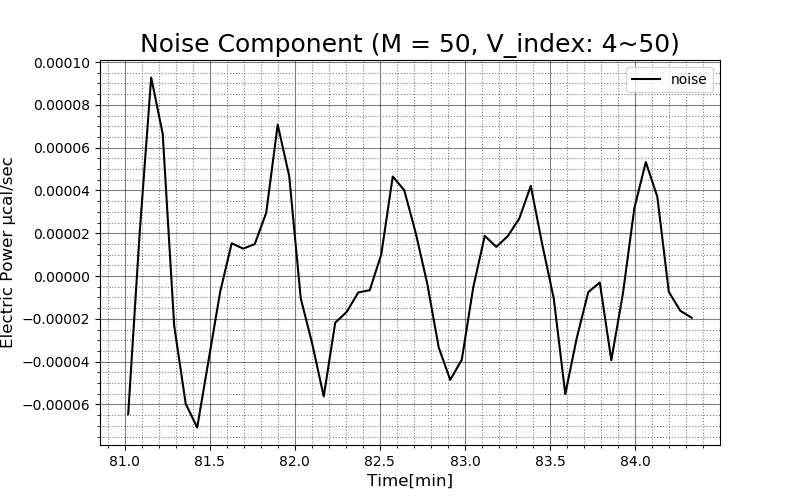 Noise Component (M = 50, V_index: 4~50)
noise
Electric Power μcal/sec
0.00010
0.00008
0.00006
0.00004
0.00002
0.00000
−0.00002
−0.00004
−0.00006
81.0 81.5 82.0 82.5 83.0 83.5 84.0
Time[min]